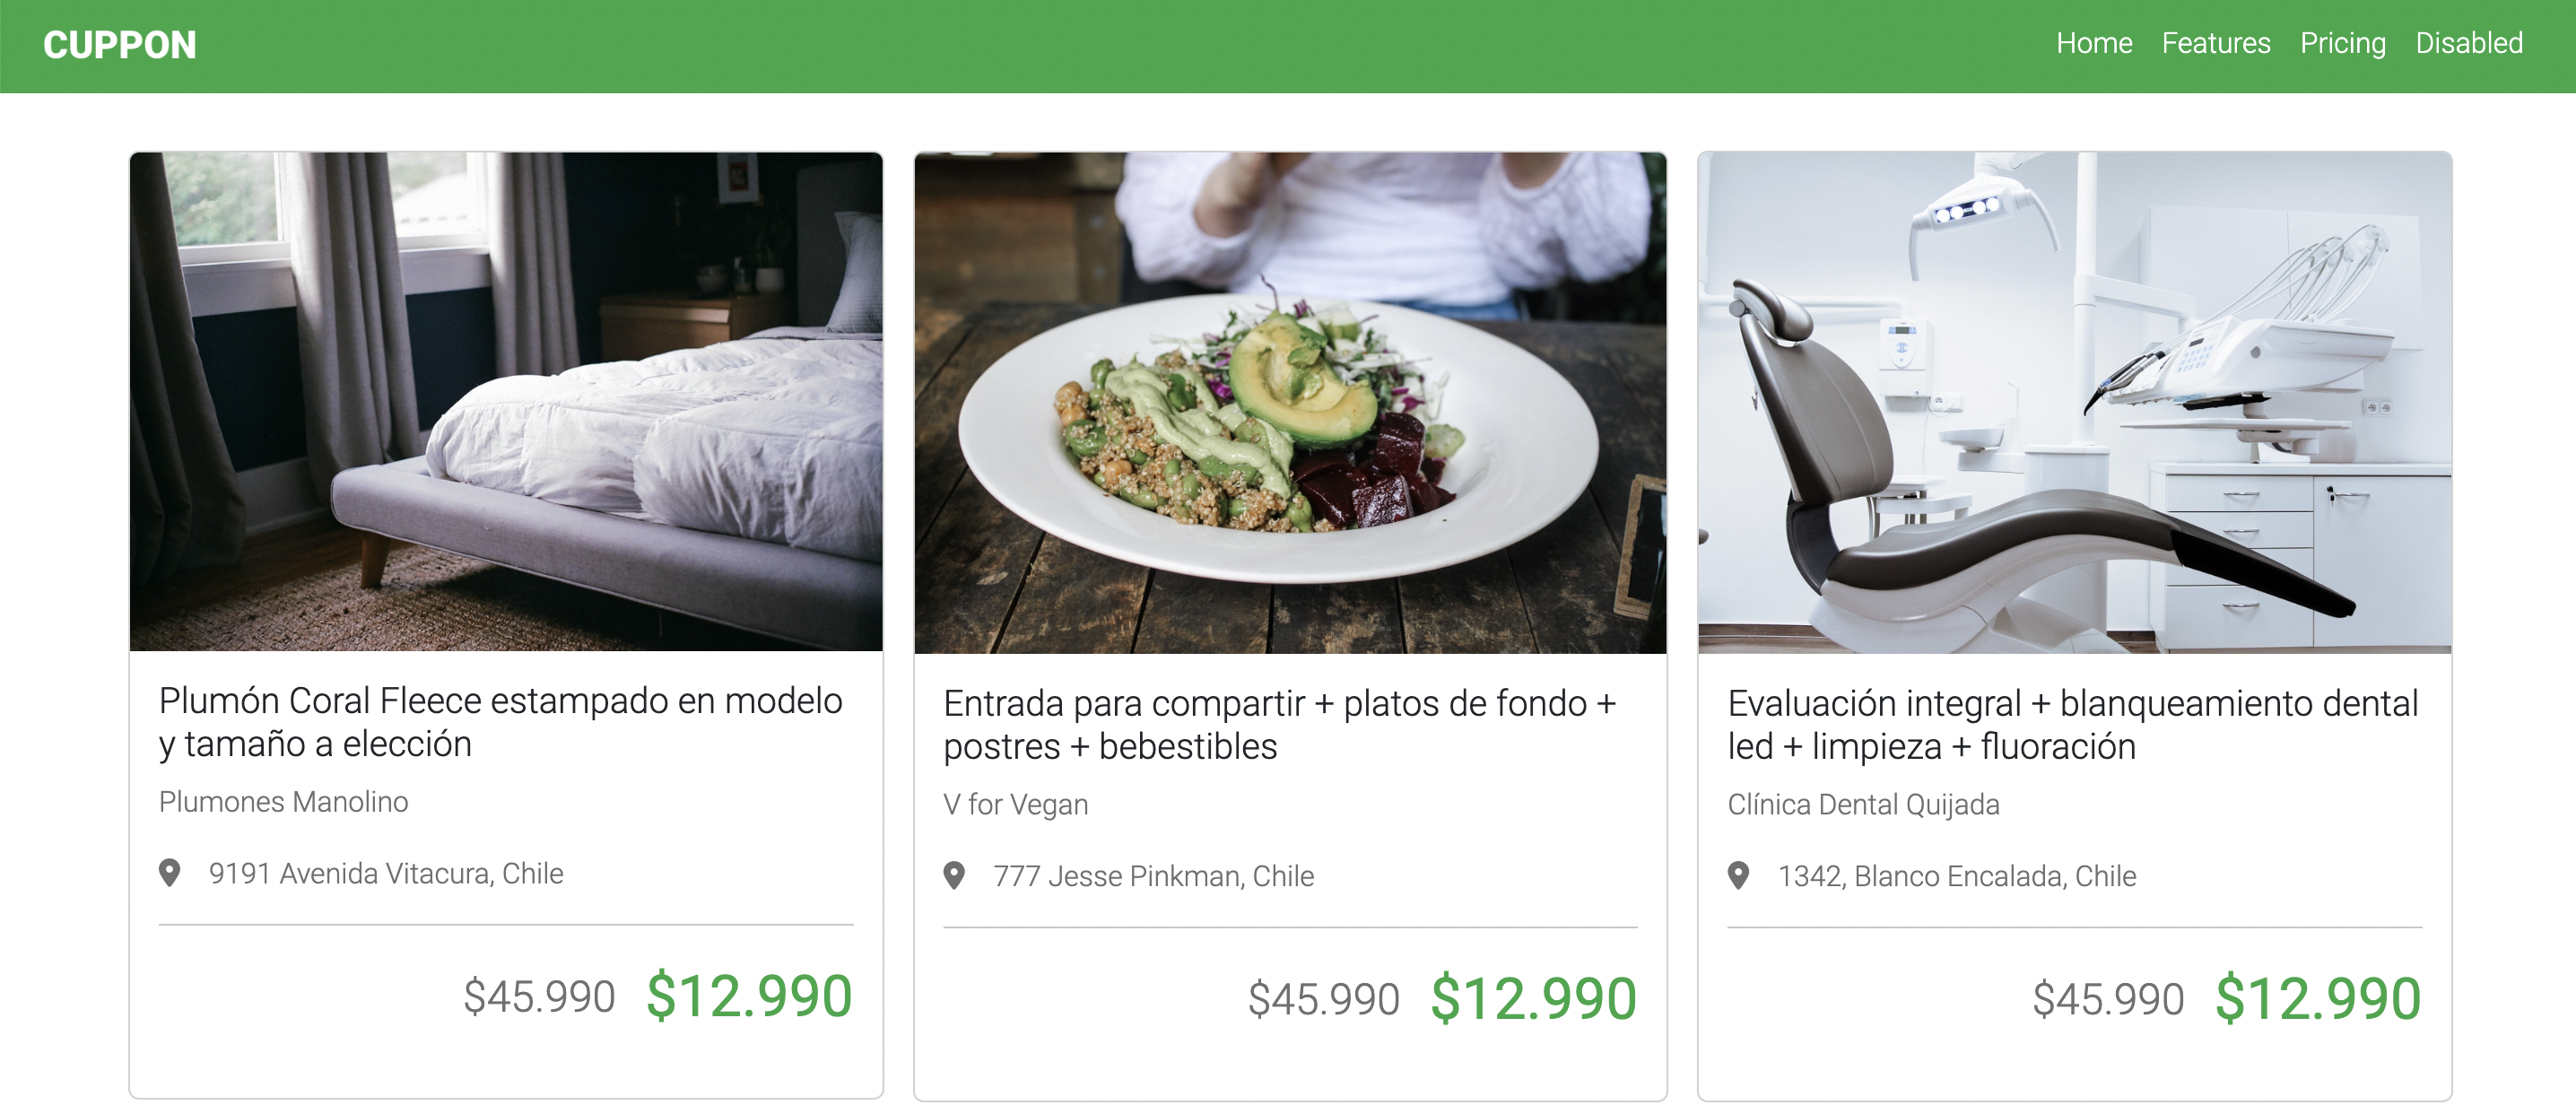 CUPPON
Home Features Pricing Disabled
Plumón Coral Fleece estampado en modelo
y tamaño a elección
Plumones Manolino
9191 Avenida Vitacura, Chile
$45.990 $12.990
Entrada para compartir + platos de fondo +
postres + bebestibles
V for Vegan
777 Jesse Pinkman, Chile
$45.990 $12.990
Evaluación integral + blanqueamiento dental
led + limpieza + fluoración
Clínica Dental Quijada
1342, Blanco Encalada, Chile
$45.990 $12.990